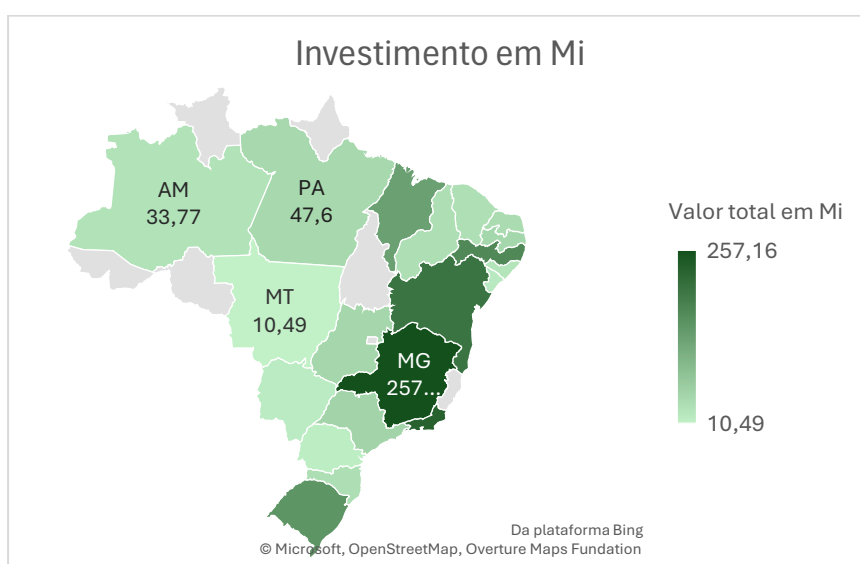 Investimento em Mi
AM
33,77
PA
47,6
MT
10,49
MG
257...
Valor total em Mi
257,16
10,49
Da plataforma Bing
© Microsoft, OpenStreetMap, Overture Maps Fundation